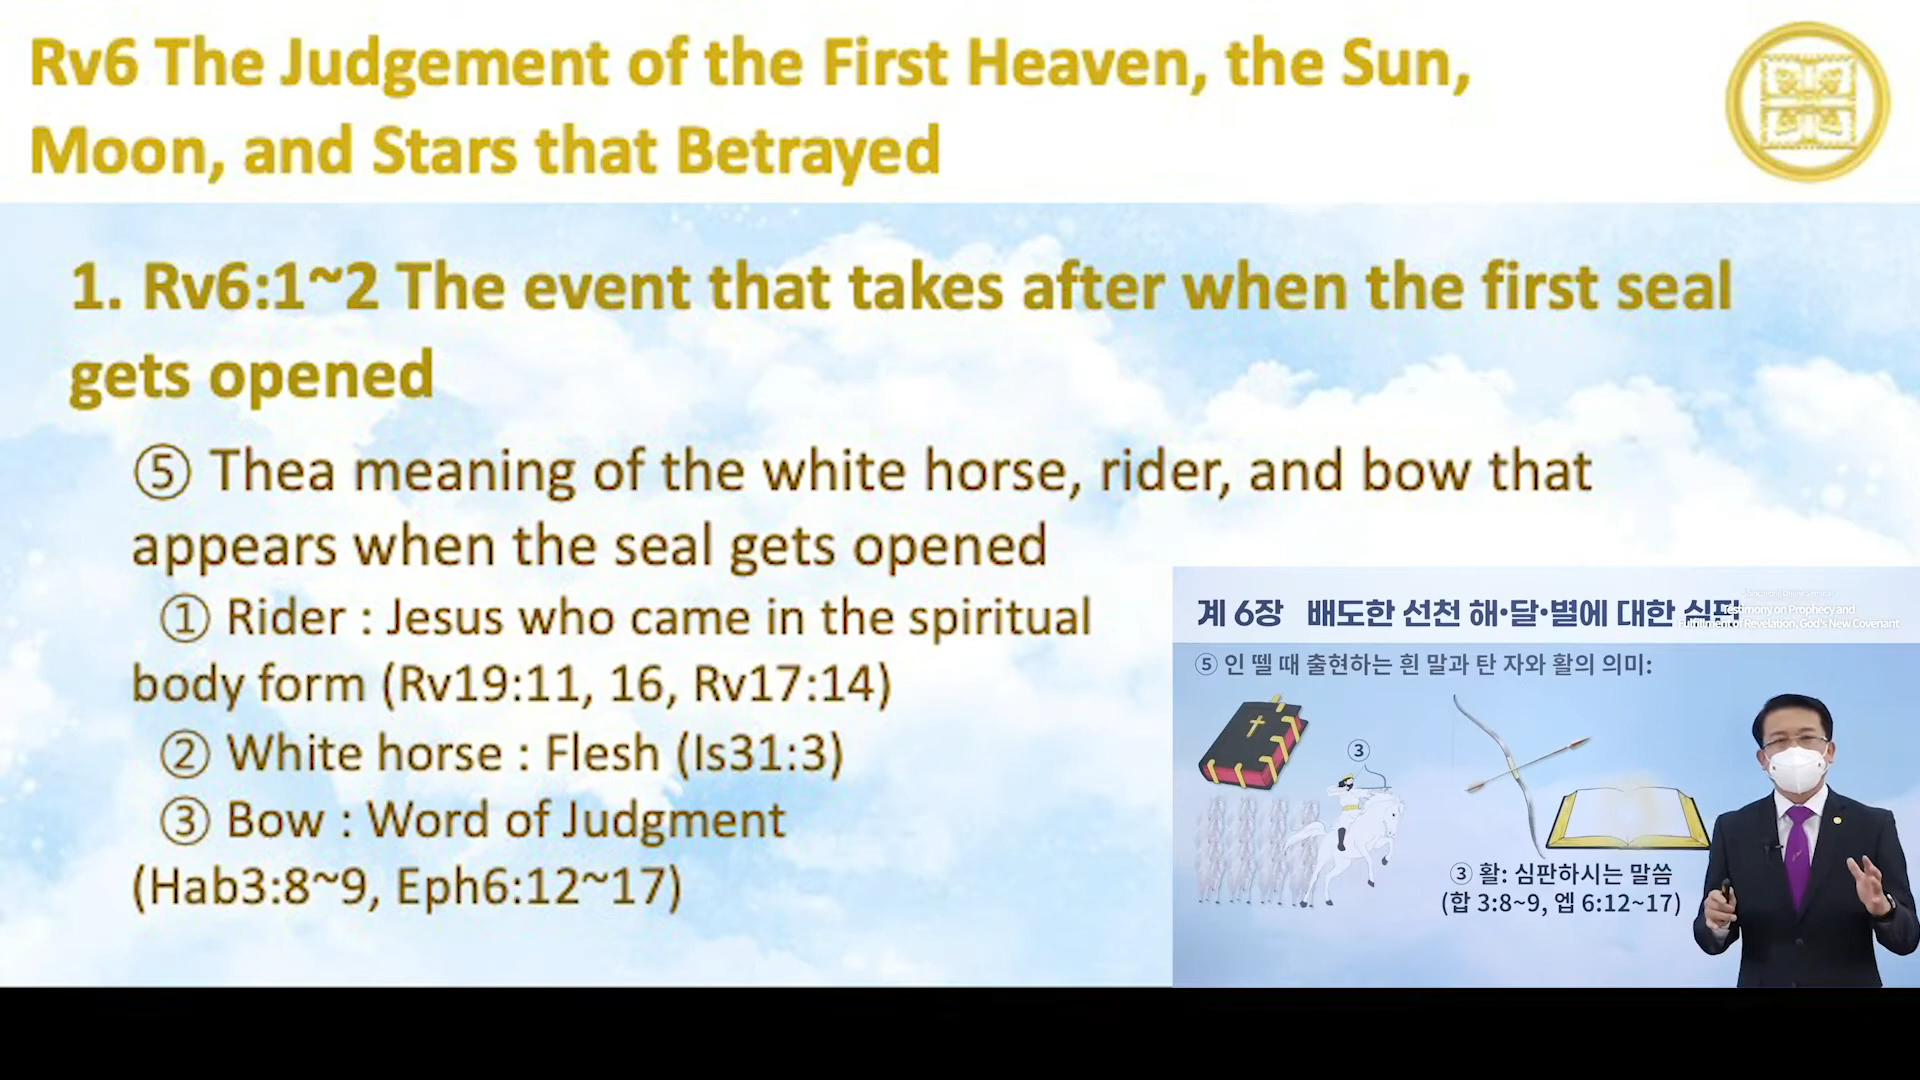 Rv6 The Judgement of the First Heaven, the Sun,
Moon, and Stars that Betrayed
1. Rv6:1~2 The event that takes after when the first seal
gets opened
⑤ Thea meaning of the white horse, rider, and bow that
appears when the seal gets opened
① Rider : Jesus who came in the spiritual
body form (Rv19:11, 16, Rv17:14)
② White horse : Flesh (Is31:3)
③ Bow : Word of Judgment
(Hab3:8~9, Eph6:12~17)
계 6장 배도한 선천 해·달·별에 대한 심판
Testimony on Prophecy and
Fulfillment of Revelation, God's New Covenant
⑤ 인 뗄 때 출현하는 흰 말과 탄 자와 활의 의미:
③
③ 활: 심판하시는 말씀
(합 3:8~9, 엡 6:12~17)